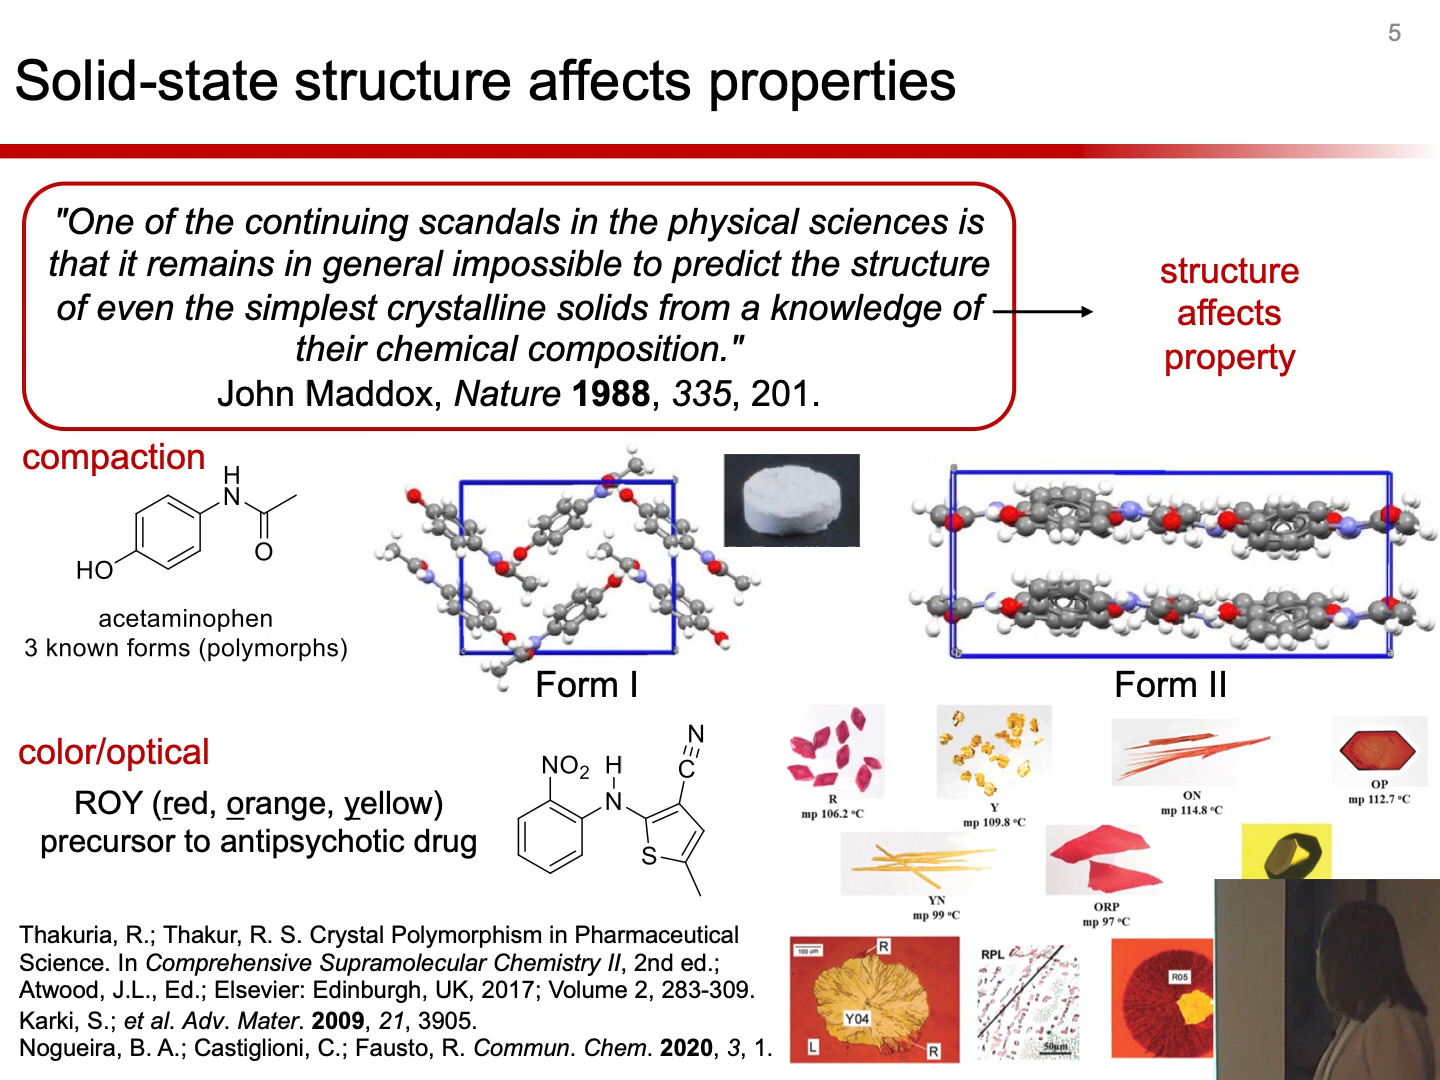 5
Solid-state structure affects properties
"One of the continuing scandals in the physical sciences is
that it remains in general impossible to predict the structure
of even the simplest crystalline solids from a knowledge of
their chemical composition."
John Maddox, Nature 1988, 335, 201.
structure
affects
property
compaction
H
N
O
HO
acetaminophen
3 known forms (polymorphs)
Form I
Form II
color/optical
ROY (red, orange, yellow)
precursor to antipsychotic drug
N
C
NO2 H
N
S
R
mp 106.2 °C
Y
mp 109.8 °C
ON
mp 114.8 °C
OP
mp 112.7 °C
YN
mp 99 °C
ORP
mp 97 °C
100 μm
R
Y04
L
R
RPL
50μm
R05
Thakuria, R.; Thakur, R. S. Crystal Polymorphism in Pharmaceutical
Science. In Comprehensive Supramolecular Chemistry II, 2nd ed.;
Atwood, J.L., Ed.; Elsevier: Edinburgh, UK, 2017; Volume 2, 283-309.
Karki, S.; et al. Adv. Mater. 2009, 21, 3905.
Nogueira, B. A.; Castiglioni, C.; Fausto, R. Commun. Chem. 2020, 3, 1.